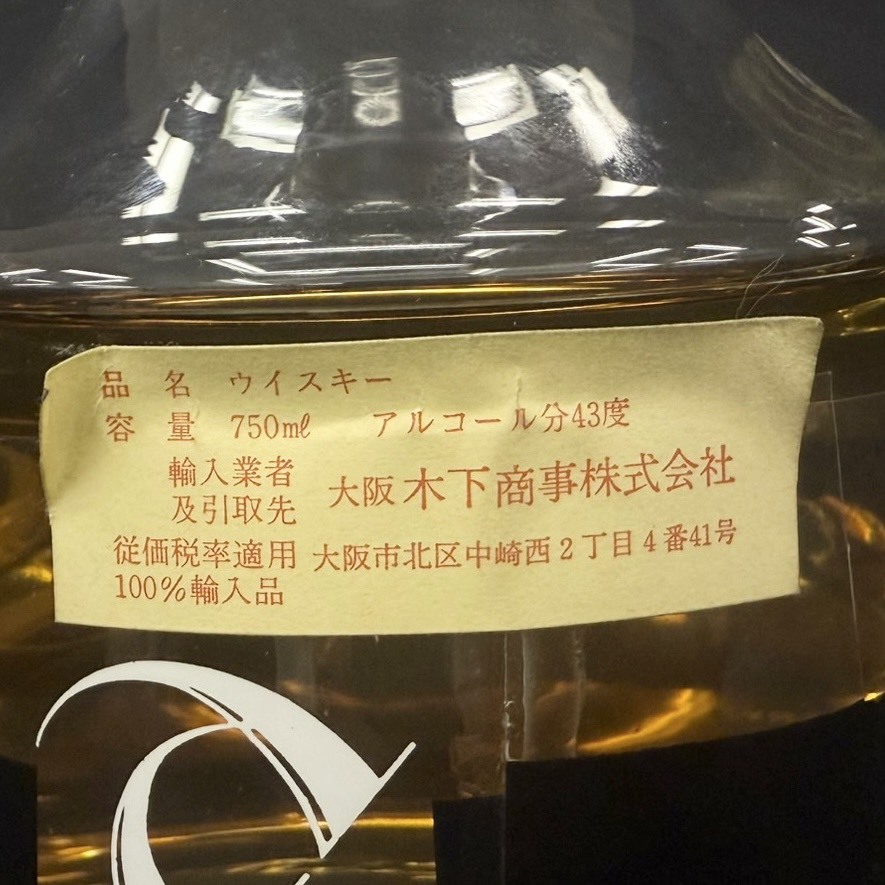 品名 ウイスキー
容量 750ml アルコール分43度
輸入業者
及引取先 大阪木下商事株式会社
従価税率適用 大阪市北区中崎西2丁目4番41号
100%輸入品